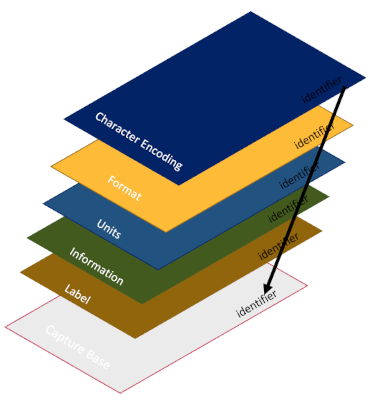 identifier
Character Encoding
identifier
Format
identifier
Units
identifier
Information
identifier
Label
identifier
Capture Base